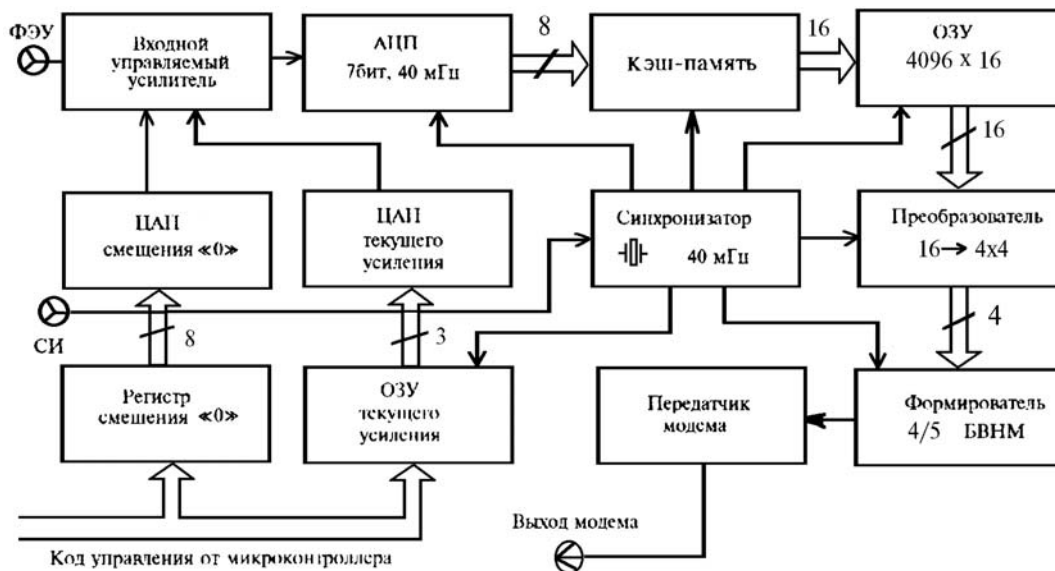 ФЭУ
Входной
управляемый
усилитель
АЦП
7бит, 40 мГц
8
Кэш-память
16
ОЗУ
4096 x 16
16
ЦАП
смещения «0»
ЦАП
текущего
усиления
Синхронизатор
40 мГц
Преобразователь
16→ 4x4
СИ
8
3
4
Регистр
смешения «0»
ОЗУ
текущего
усиления
Передатчик
модема
Формирователь
4/5 БВНМ
Выход модема
Код управления от микроконтроллера